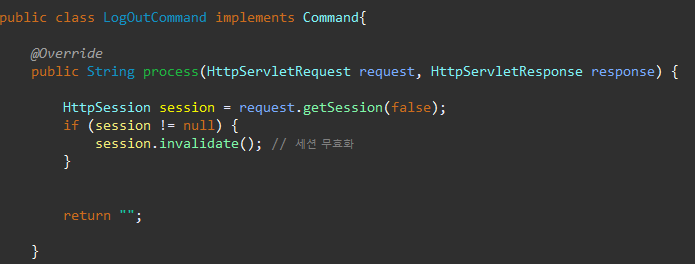 public class LogOutCommand implements Command{
@Override
public String process(HttpServletRequest request, HttpServletResponse response) {
HttpSession session = request.getSession(false);
if (session != null) {
session.invalidate(); // 세션 무효화
}
return "";
}